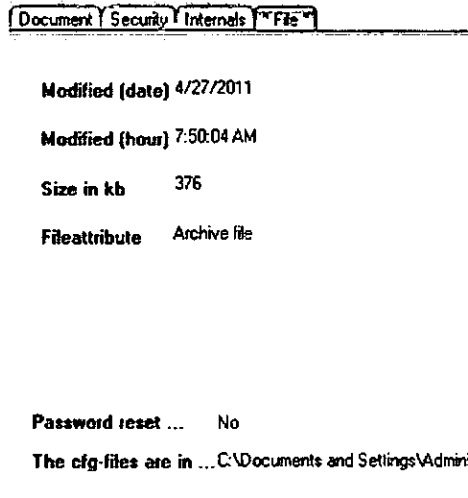 Document Security Internals File
Modified (date) 4/27/2011
Modified (hour) 7:50:04 AM
Size in kb 376
Fileattribute Archive file
Password reset ... No
The cfg-files are in ... C:\Documents and Settings\Admin